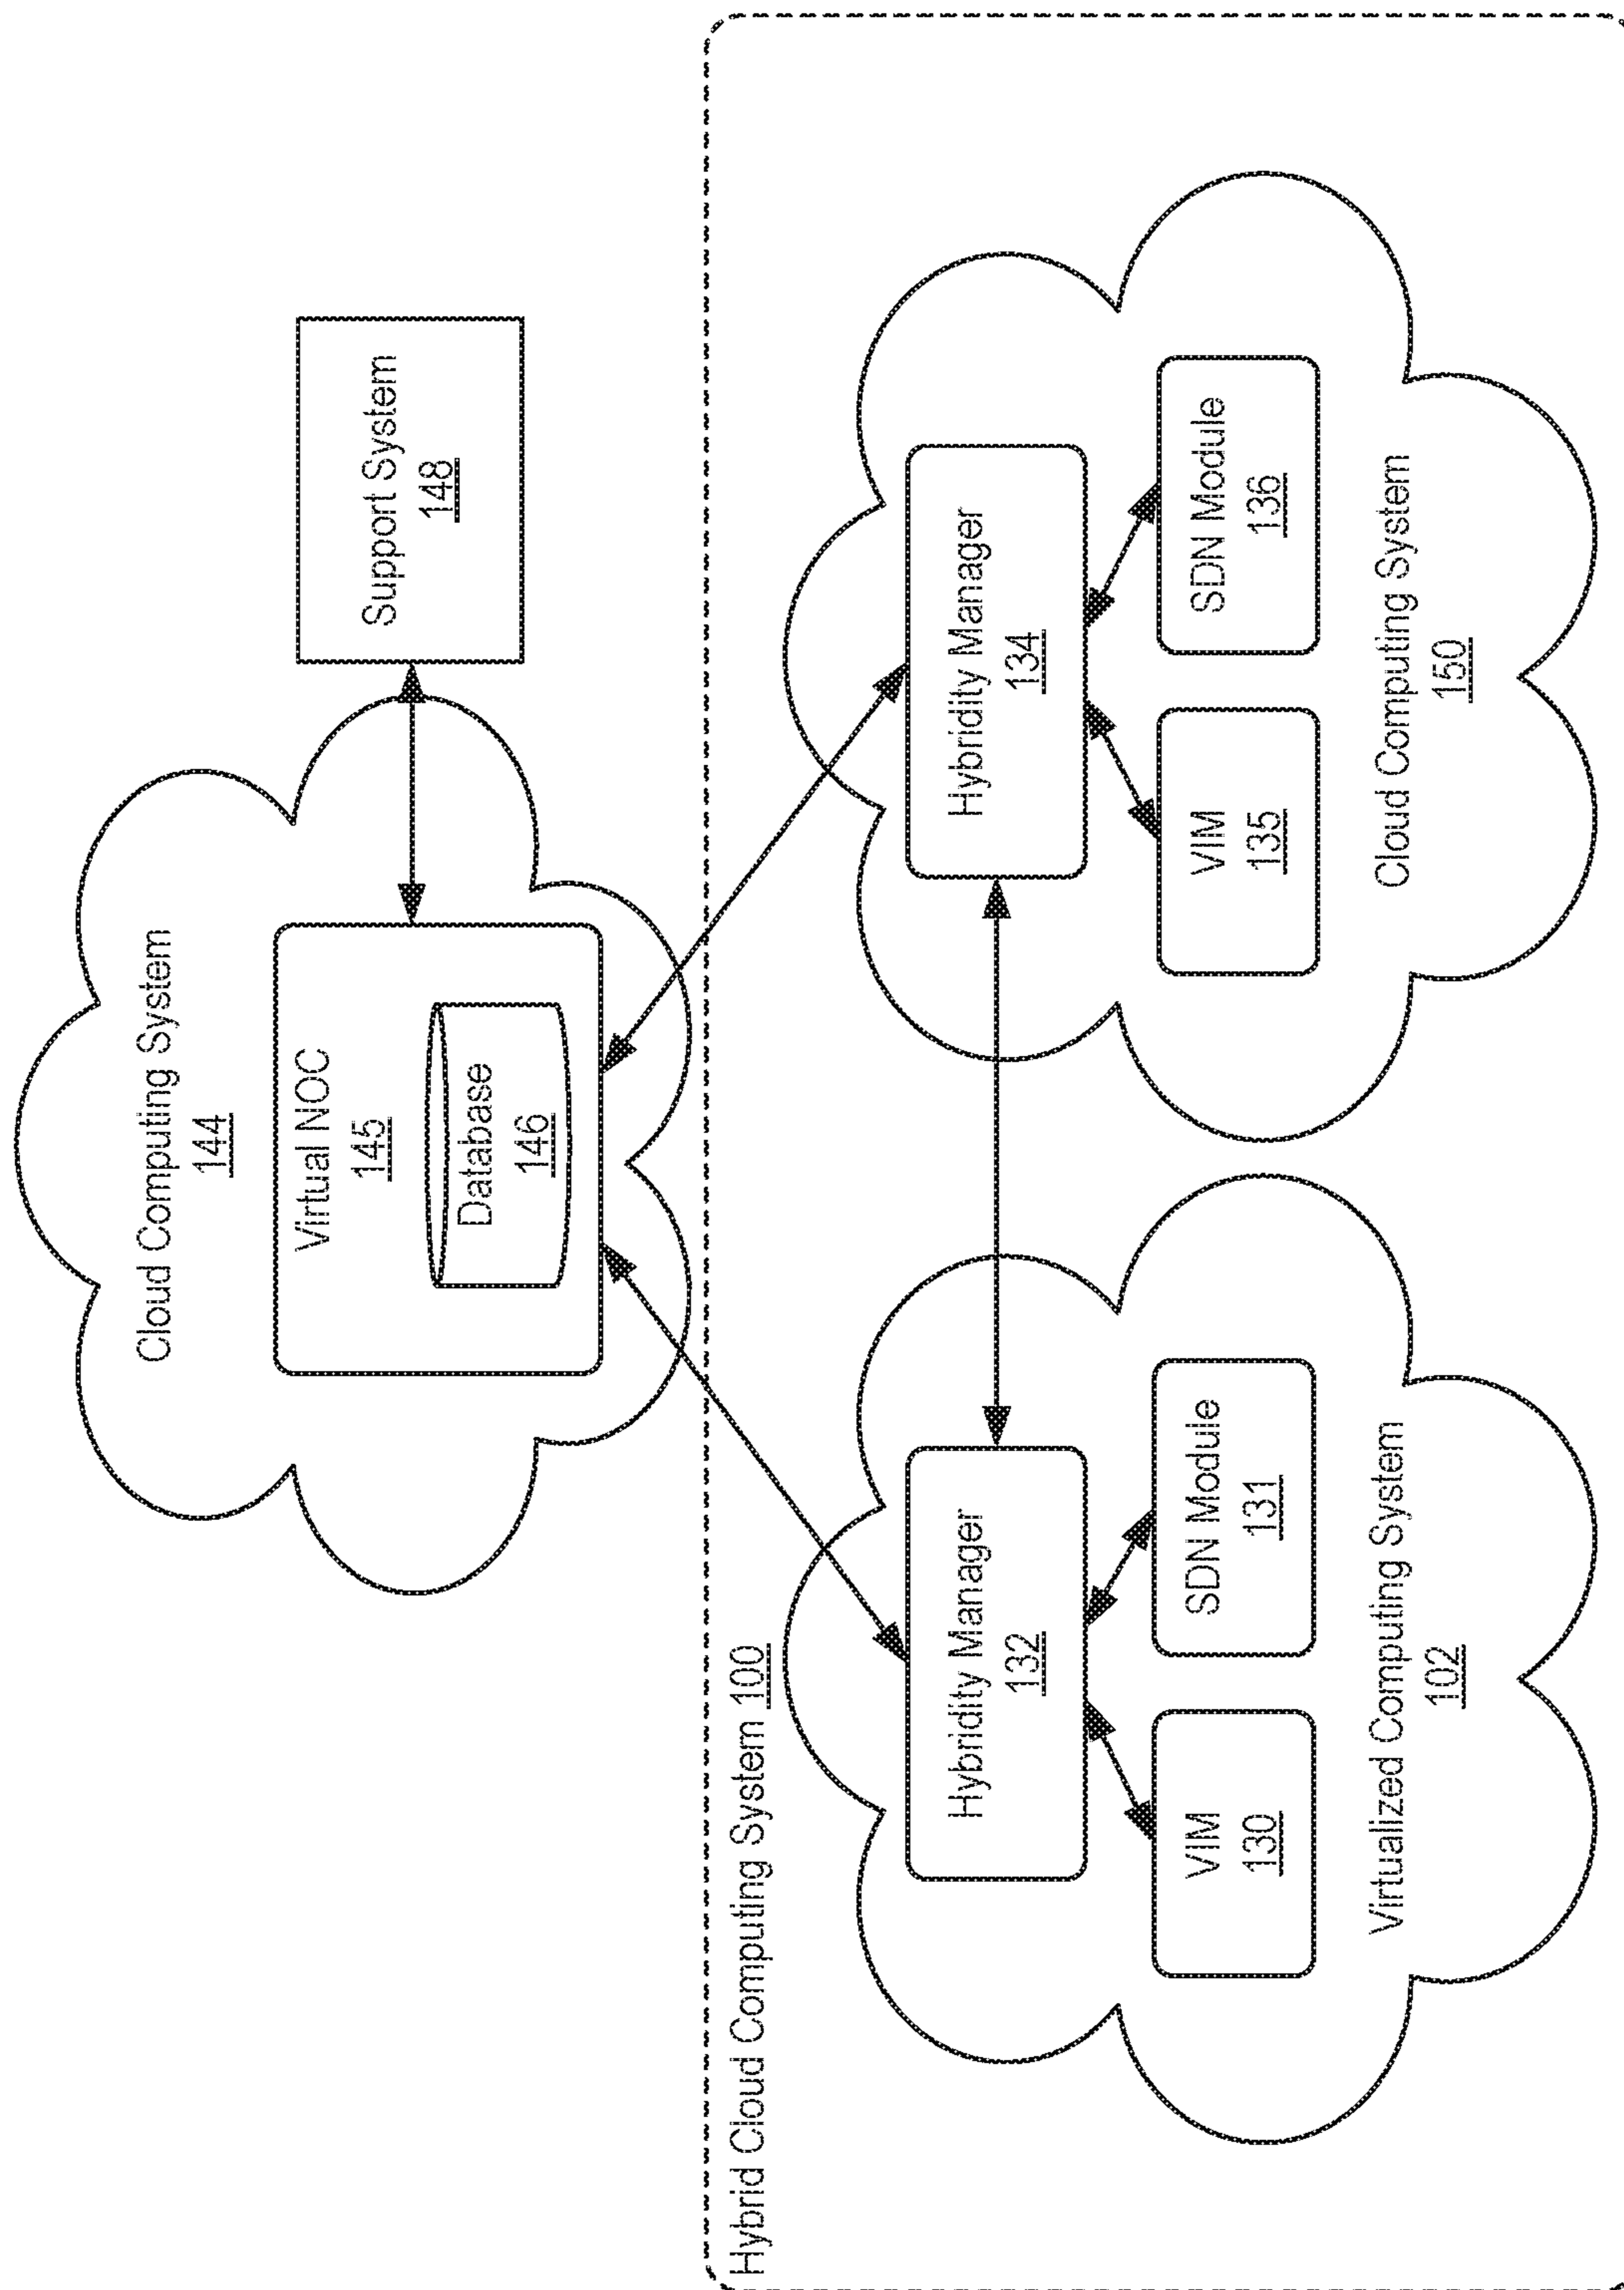 Cloud Computing System
144
Virtual NOC
145
Database
146
Support System
148
Hybrid Cloud Computing System 100
Hybridity Manager
132
VIM
130
SDN Module
131
Virtualized Computing System
102
Hybridity Manager
134
VIM
135
SDN Module
136
Cloud Computing System
150